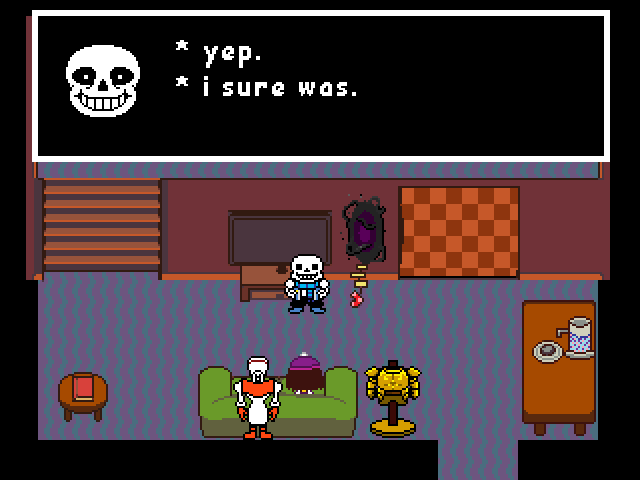 * yep.
* i sure was.